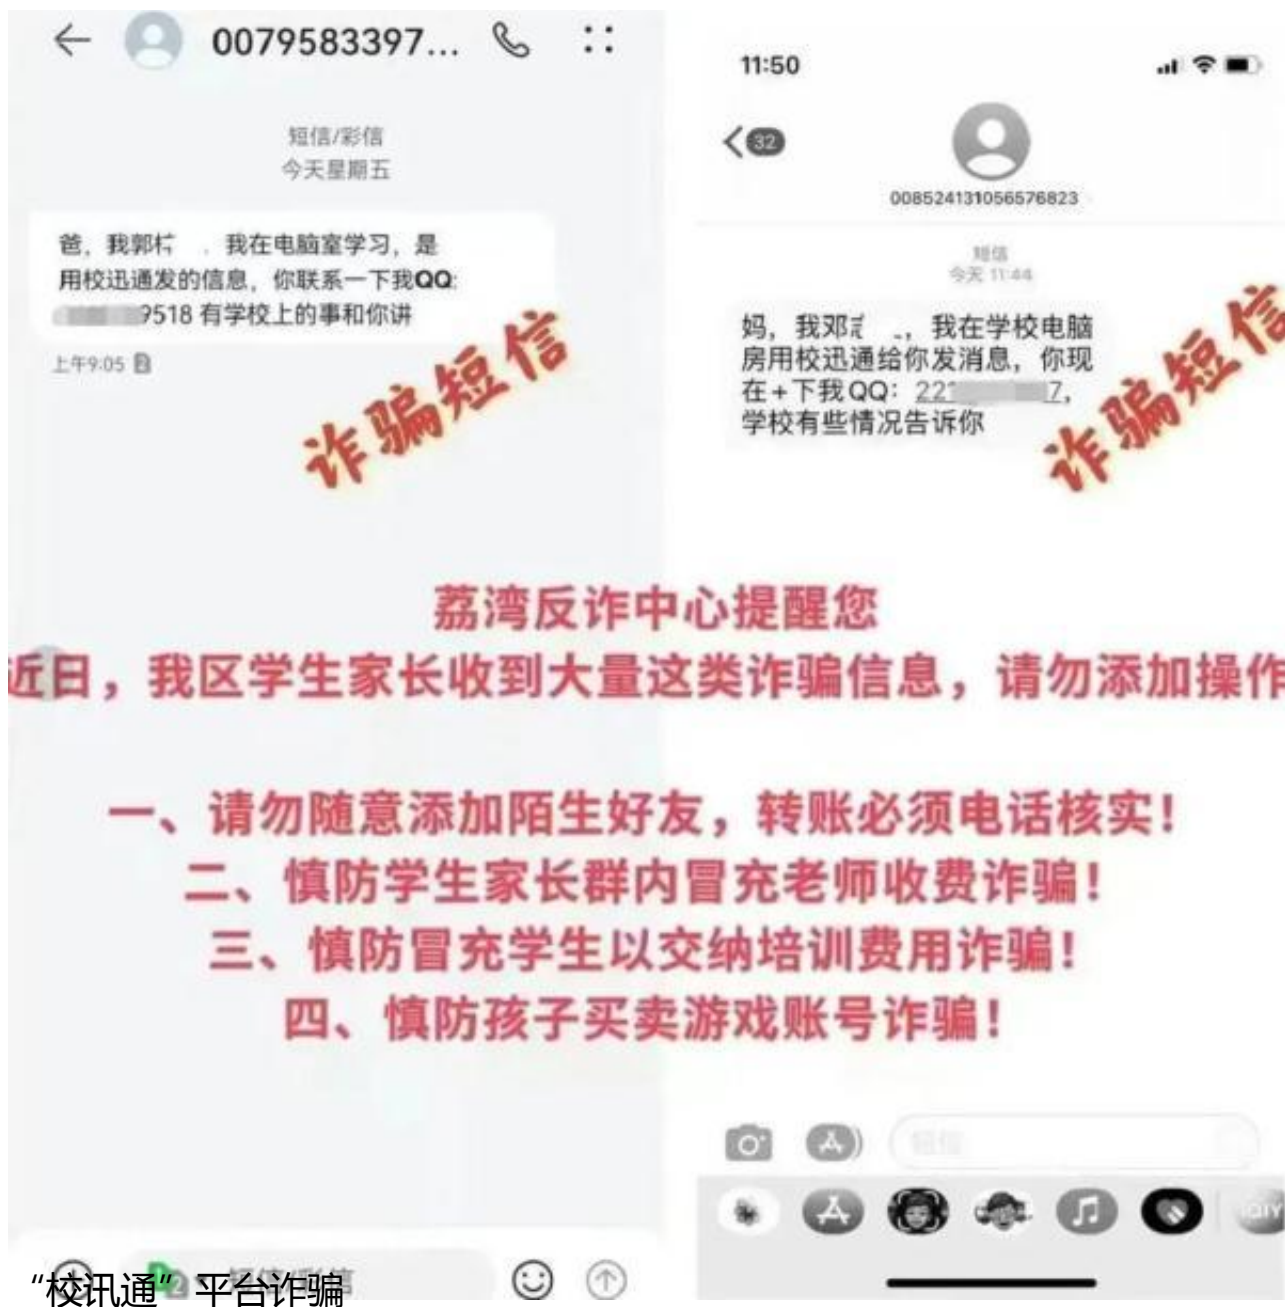 0079583397...
短信/彩信
今天星期五
爸，我郭
. 我在电脑室学习，是
用校迅通发的信息，你联系一下我QQ:
9518 有学校上的事和你讲
上午9:05 2
诈骗短信
11:50
32
008524131056576823
短信
今天 11:44
妈，我邓
，我在学校电脑
房用校迅通给你发消息，你现
在+下我QQ：221 7，
学校有些情况告诉你
诈骗短信
荔湾反诈中心提醒您
近日，我区学生家长收到大量这类诈骗信息，请勿添加操作
一、请勿随意添加陌生好友，转账必须电话核实！
二、慎防学生家长群内冒充老师收费诈骗！
三、慎防冒充学生以交纳培训费用诈骗！
四、慎防孩子买卖游戏账号诈骗！
短信
iQIY
短信/彩信
“校讯通”平台诈骗